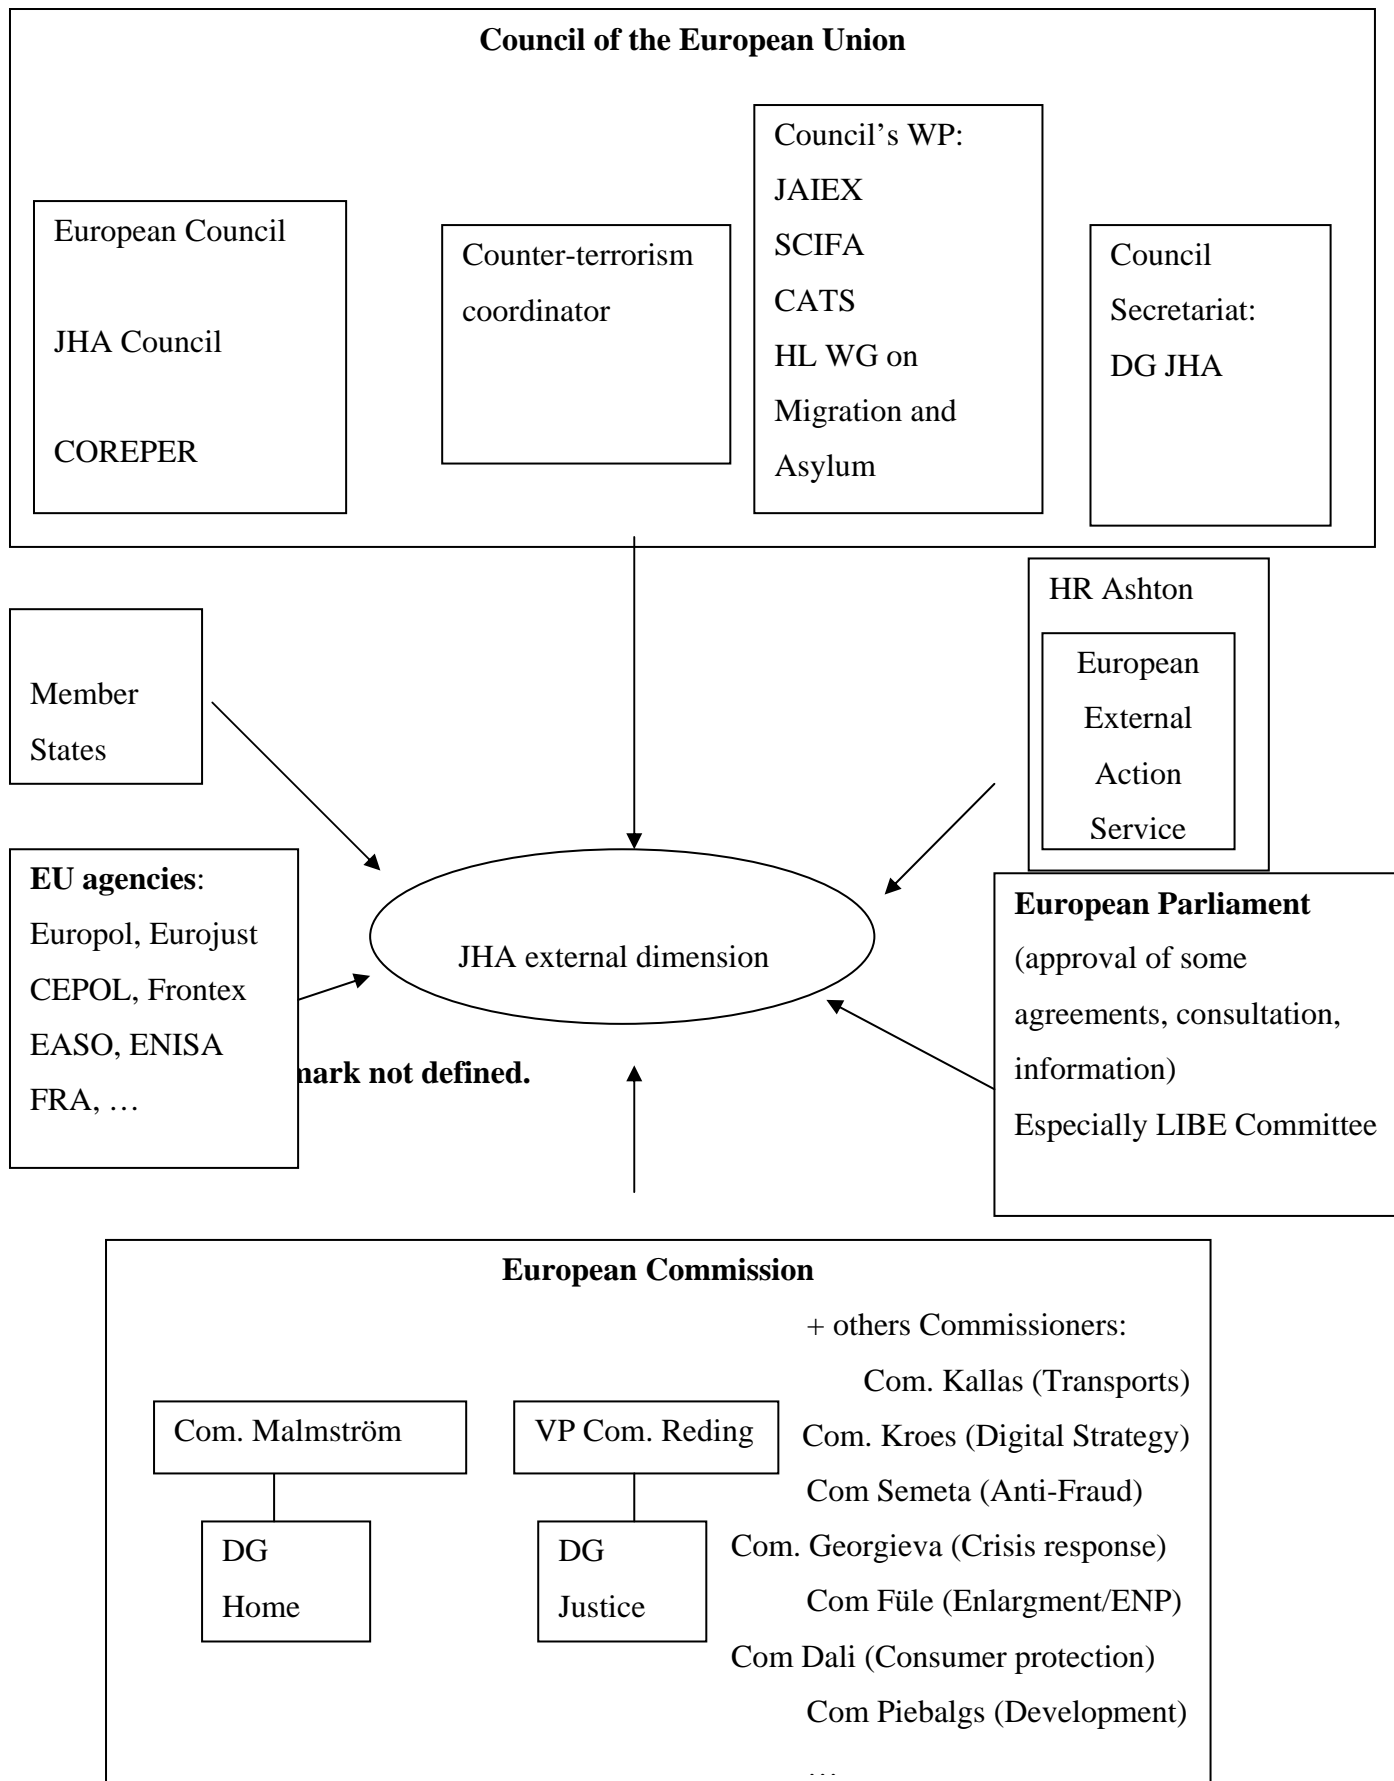 Council of the European Union
European Council
JHA Council
COREPER
Counter-terrorism
coordinator
Council’s WP:
JAIEX
SCIFA
CATS
HL WG on
Migration and
Asylum
Council
Secretariat:
DG JHA
Member
States
HR Ashton
European
External
Action
Service
EU agencies:
Europol, Eurojust
CEPOL, Frontex
EASO, ENISA
FRA, …
JHA external dimension
mark not defined.
European Parliament
(approval of some
agreements, consultation,
information)
Especially LIBE Committee
European Commission
Com. Malmström
DG
Home
VP Com. Reding
DG
Justice
+ others Commissioners:
Com. Kallas (Transports)
Com. Kroes (Digital Strategy)
Com Semeta (Anti-Fraud)
Com. Georgieva (Crisis response)
Com Füle (Enlargment/ENP)
Com Dali (Consumer protection)
Com Piebalgs (Development)
…